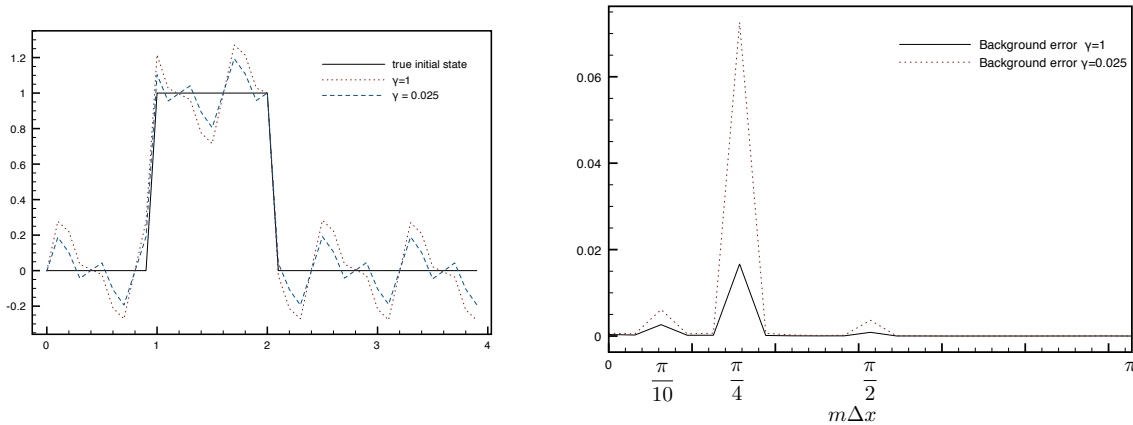 1.2
1
0.8
0.6
0.4
0.2
0
-0.2
0
1
2
3
4
true initial state
γ=1
γ = 0.025
0.06
0.04
0.02
0
0
π/10
π/4
π/2
π
mΔx
Background error γ=1
Background error γ=0.025